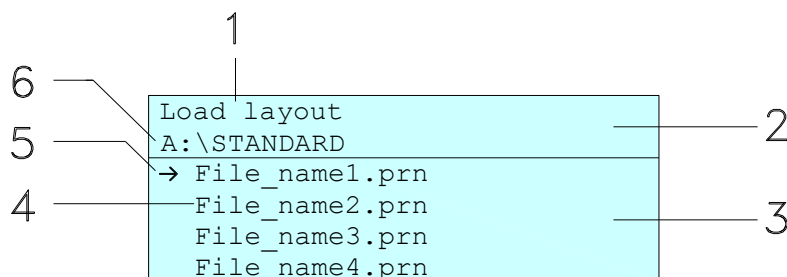 1
6
Load layout
2
A:\STANDARD
5
→ File_name1.prn
4
File_name2.prn
3
File_name3.prn
File_name4.prn